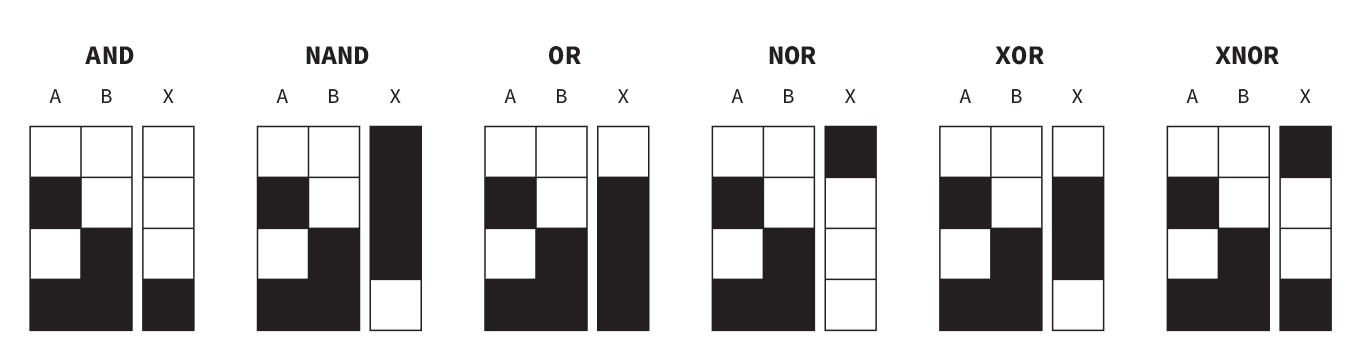 AND NAND OR NOR XOR XNOR
A B X A B X A B X A B X A B X A B X